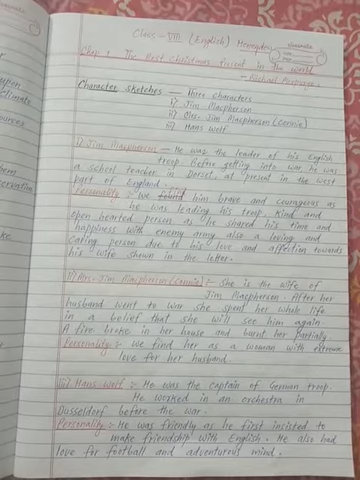 Class - VIII (English) Honeydew
classmate
Chap 1. The Best Christmas Present In The World
- Michael Morpurgo.
Character Sketches - Three characters
i) Jim Macpherson
ii) Mrs. Jim Macpherson (Connie)
iii) Hans Wolf.
i) Jim Macpherson - He was the leader of his English
troop. Before getting into war, he was
a school teacher in Dorset, at present in the west
part of England.
Personality :- We found him brave and courageous as
he was leading his troop. Kind and
open hearted person as he shared his time and
happiness with enemy army also a loving and
caring person due to his love and affection towards
his wife shown in the letter.
ii) Mrs. Jim Macpherson (Connie) :- She is the wife of
Jim Macpherson. After her
husband went to war she spent her whole life
in a belief that she will see him again.
A fire broke in her house and burnt her partially.
Personality :- We find her as a woman with extreme
love for her husband.
iii) Hans Wolf :- He was the captain of German troop.
He worked in an orchestra in
Dusseldorf before the war.
Personality :- He was friendly as he first insisted to
make friendship with English. He also had
love for football and adventurous mind.